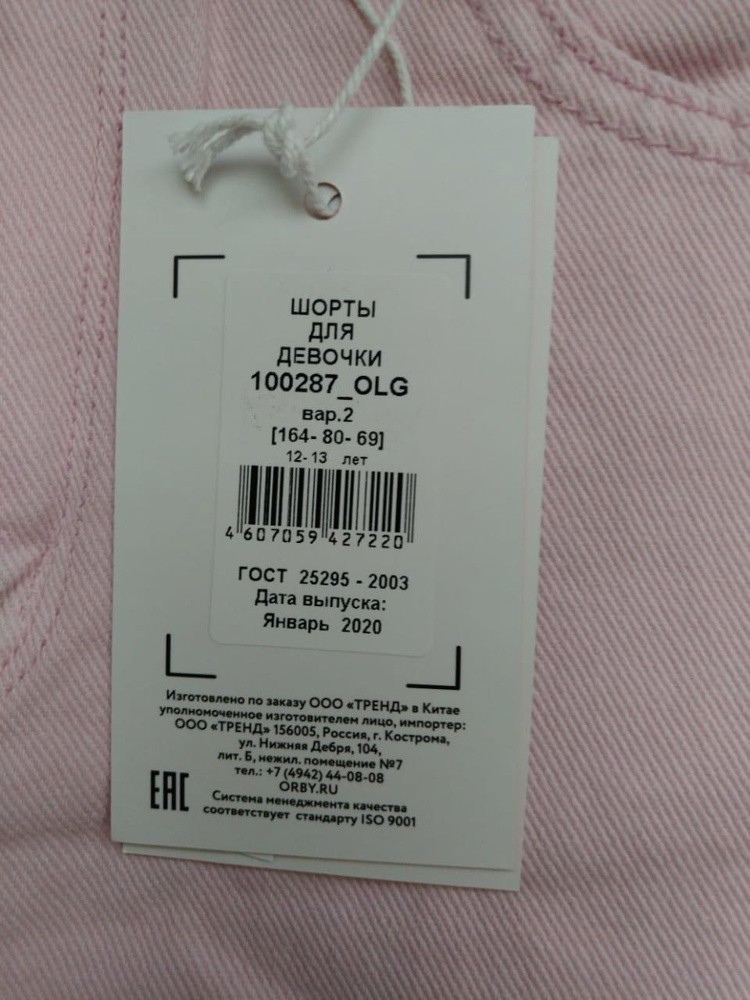 ШОРТЫ
ДЛЯ
ДЕВОЧКИ
100287_OLG
вар.2
[164- 80- 69]
12- 13 лет
4 607059 427220
ГОСТ 25295 - 2003
Дата выпуска:
Январь 2020
Изготовлено по заказу ООО «ТРЕНД» в Китае
уполномоченное изготовителем лицо, импортер:
ООО «ТРЕНД» 156005, Россия, г. Кострома,
ул. Нижняя Дебря, 104,
лит. Б, нежил. помещение №7
тел.: +7 (4942) 44-08-08
ORBY.RU
EAC
Система менеджмента качества
соответствует стандарту ISO 9001